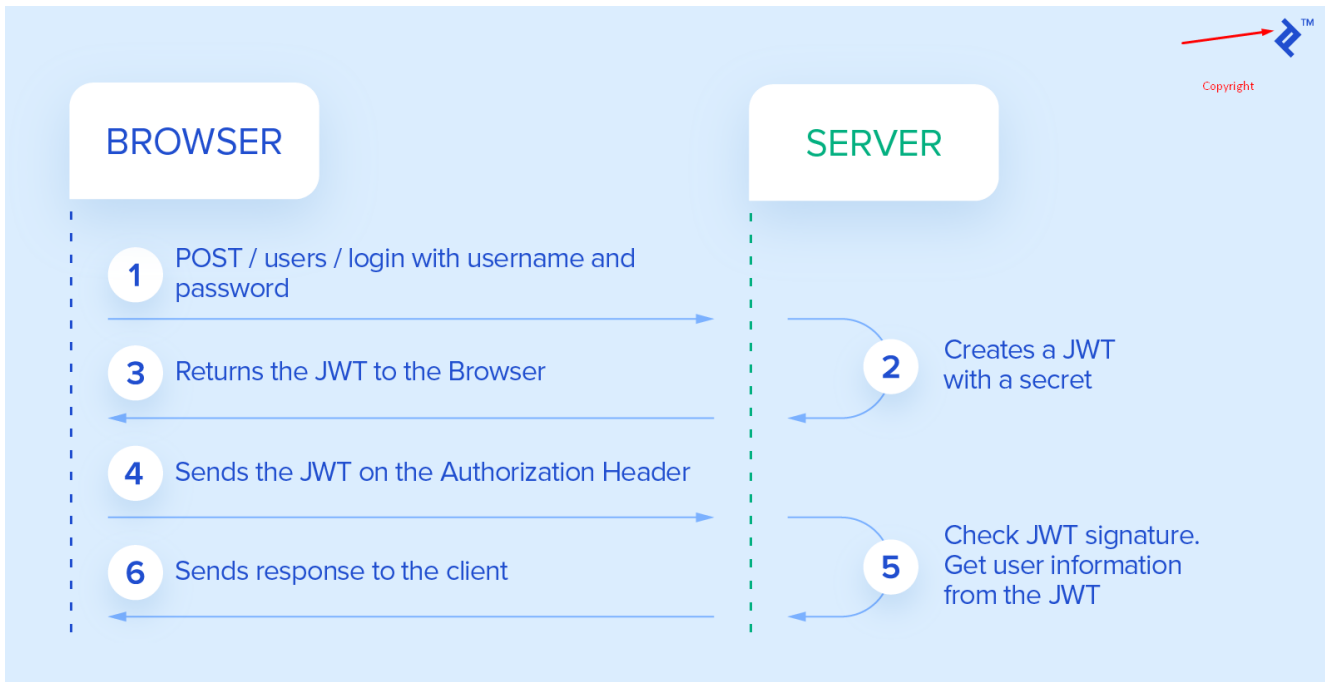 TM
Copyright
BROWSER
SERVER
1
POST / users / login with username and
password
2
Creates a JWT
with a secret
3
Returns the JWT to the Browser
4
Sends the JWT on the Authorization Header
5
Check JWT signature.
Get user information
from the JWT
6
Sends response to the client